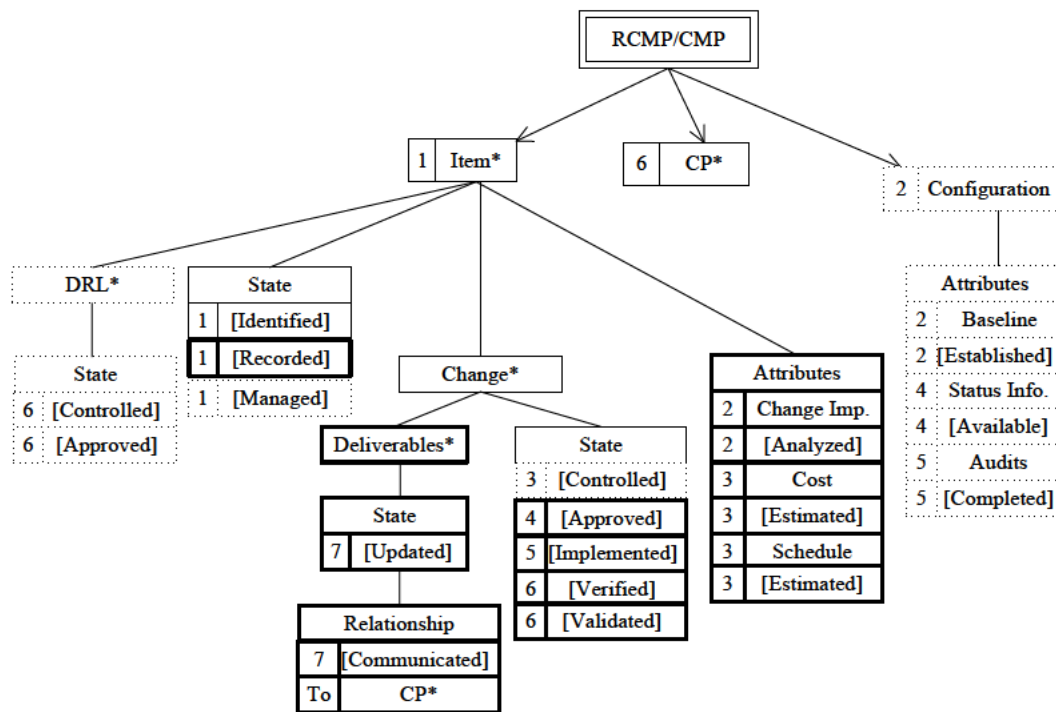 RCMP/CMP
1 Item*
6 CP*
2 Configuration
DRL*
State
6 [Controlled]
6 [Approved]
State
1 [Identified]
1 [Recorded]
1 [Managed]
Change*
Deliverables*
State
7 [Updated]
Relationship
7 [Communicated]
To CP*
State
3 [Controlled]
4 [Approved]
5 [Implemented]
6 [Verified]
6 [Validated]
Attributes
2 Change Imp.
2 [Analyzed]
3 Cost
3 [Estimated]
3 Schedule
3 [Estimated]
Attributes
2 Baseline
2 [Established]
4 Status Info.
4 [Available]
5 Audits
5 [Completed]